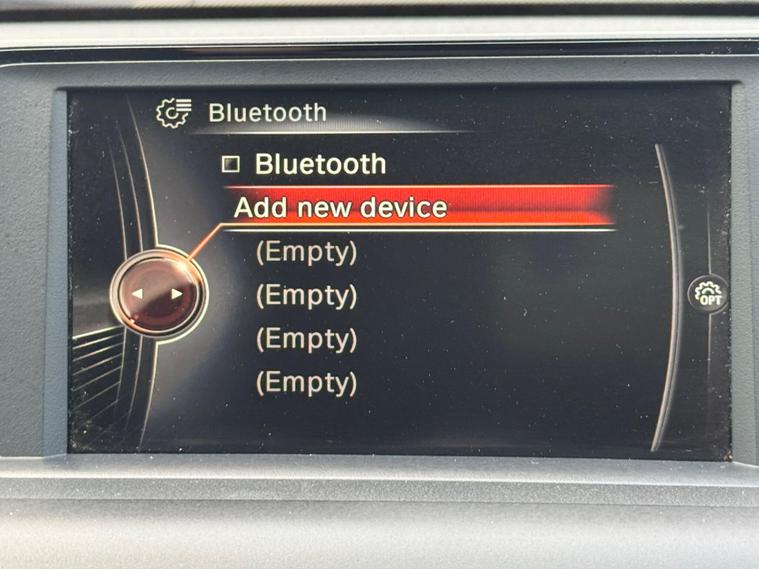 Bluetooth
Bluetooth
Add new device
(Empty)
(Empty)
OPT
(Empty)
(Empty)